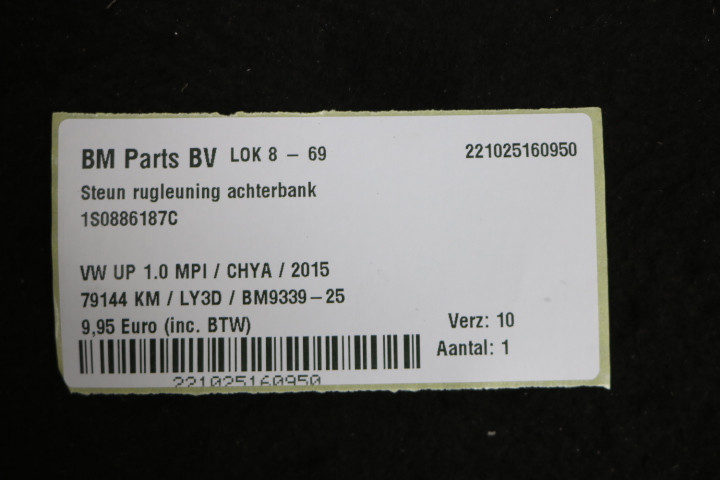 BM Parts BV LOK 8 - 69 221025160950
Steun rugleuning achterbank
1S0886187C
VW UP 1.0 MPI / CHYA / 2015
79144 KM / LY3D / BM9339-25
9,95 Euro (inc. BTW) Verz: 10
Aantal: 1
221025160950